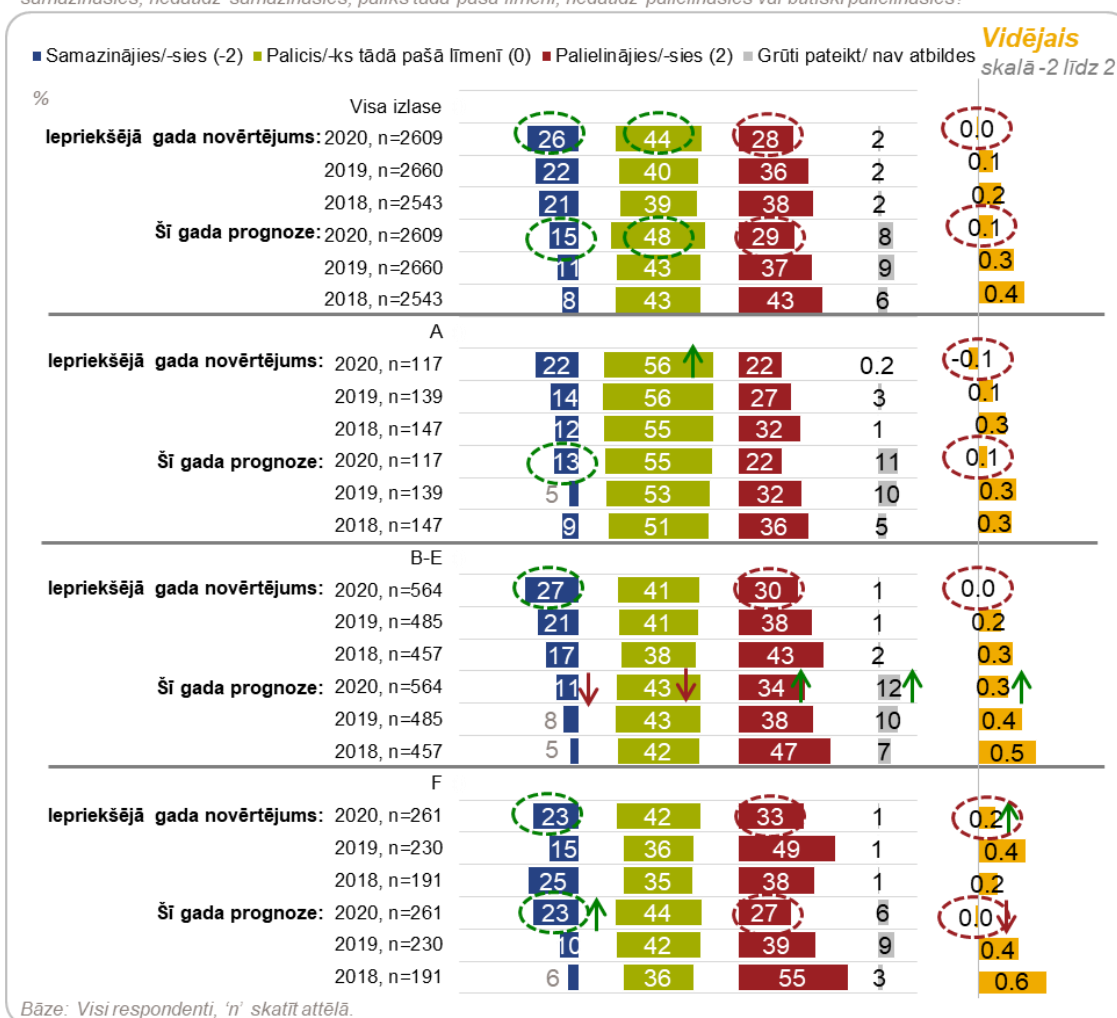 samazināsies, nedaudz samazināsies, paliks tādā pašā līmenī, nedaudz palielināsies vai būtiski palielināsies?
Samazinājies/-sies (-2) Palicis/-ks tādā pašā līmenī (0) Palielinājies/-sies (2) Grūti pateikt/ nav atbildes Vidējais
skalā -2 līdz 2
%
Visa izlase
Iepriekšējā gada novērtējums: 2020, n=2609 26 44 28 2 0.0
2019, n=2660 22 40 36 2 0.1
2018, n=2543 21 39 38 2 0.2
Šī gada prognoze: 2020, n=2609 15 48 29 8 0.1
2019, n=2660 11 43 37 9 0.3
2018, n=2543 8 43 43 6 0.4
A
Iepriekšējā gada novērtējums: 2020, n=117 22 56 22 0.2 -0.1
2019, n=139 14 56 27 3 0.1
2018, n=147 12 55 32 1 0.3
Šī gada prognoze: 2020, n=117 13 55 22 11 0.1
2019, n=139 5 53 32 10 0.3
2018, n=147 9 51 36 5 0.3
B-E
Iepriekšējā gada novērtējums: 2020, n=564 27 41 30 1 0.0
2019, n=485 21 41 38 1 0.2
2018, n=457 17 38 43 2 0.3
Šī gada prognoze: 2020, n=564 11 43 34 12 0.3
2019, n=485 8 43 38 10 0.4
2018, n=457 5 42 47 7 0.5
F
Iepriekšējā gada novērtējums: 2020, n=261 23 42 33 1 0.2
2019, n=230 15 36 49 1 0.4
2018, n=191 25 35 38 1 0.2
Šī gada prognoze: 2020, n=261 23 44 27 6 0.0
2019, n=230 10 42 39 9 0.4
2018, n=191 6 36 55 3 0.6
Bāze: Visi respondenti, ‘n’ skatīt attēlā.